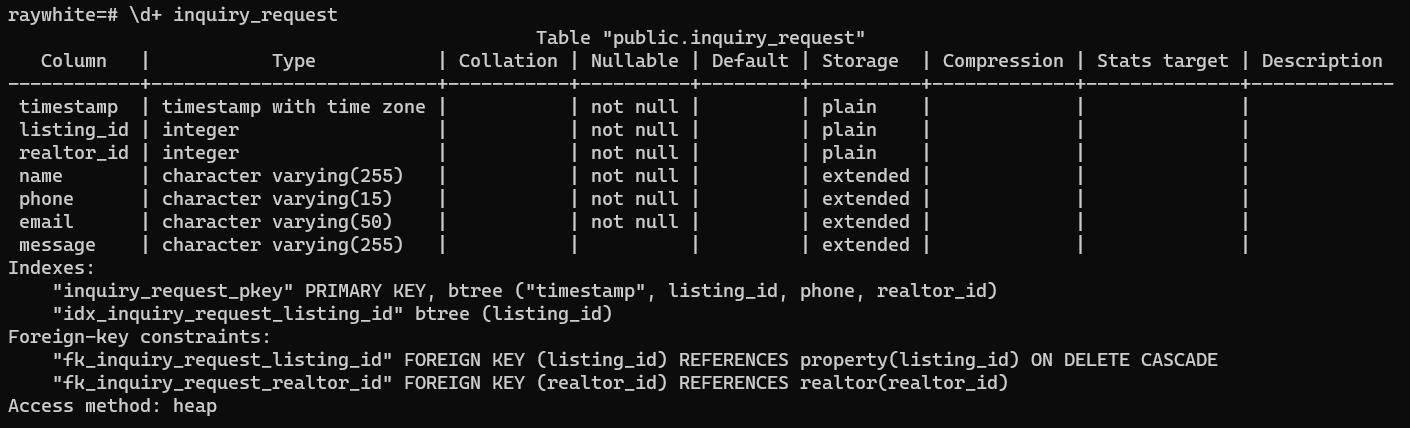 raywhite=# \d+ inquiry_request
                                                Table "public.inquiry_request"
   Column   |           Type           | Collation | Nullable | Default | Storage  | Compression | Stats target | Description
------------+--------------------------+-----------+----------+---------+----------+-------------+--------------+-------------
 timestamp  | timestamp with time zone |           | not null |         | plain    |             |              |
 listing_id | integer                  |           | not null |         | plain    |             |              |
 realtor_id | integer                  |           | not null |         | plain    |             |              |
 name       | character varying(255)   |           | not null |         | extended |             |              |
 phone      | character varying(15)    |           | not null |         | extended |             |              |
 email      | character varying(50)    |           | not null |         | extended |             |              |
 message    | character varying(255)   |           |          |         | extended |             |              |
Indexes:
    "inquiry_request_pkey" PRIMARY KEY, btree ("timestamp", listing_id, phone, realtor_id)
    "idx_inquiry_request_listing_id" btree (listing_id)
Foreign-key constraints:
    "fk_inquiry_request_listing_id" FOREIGN KEY (listing_id) REFERENCES property(listing_id) ON DELETE CASCADE
    "fk_inquiry_request_realtor_id" FOREIGN KEY (realtor_id) REFERENCES realtor(realtor_id)
Access method: heap